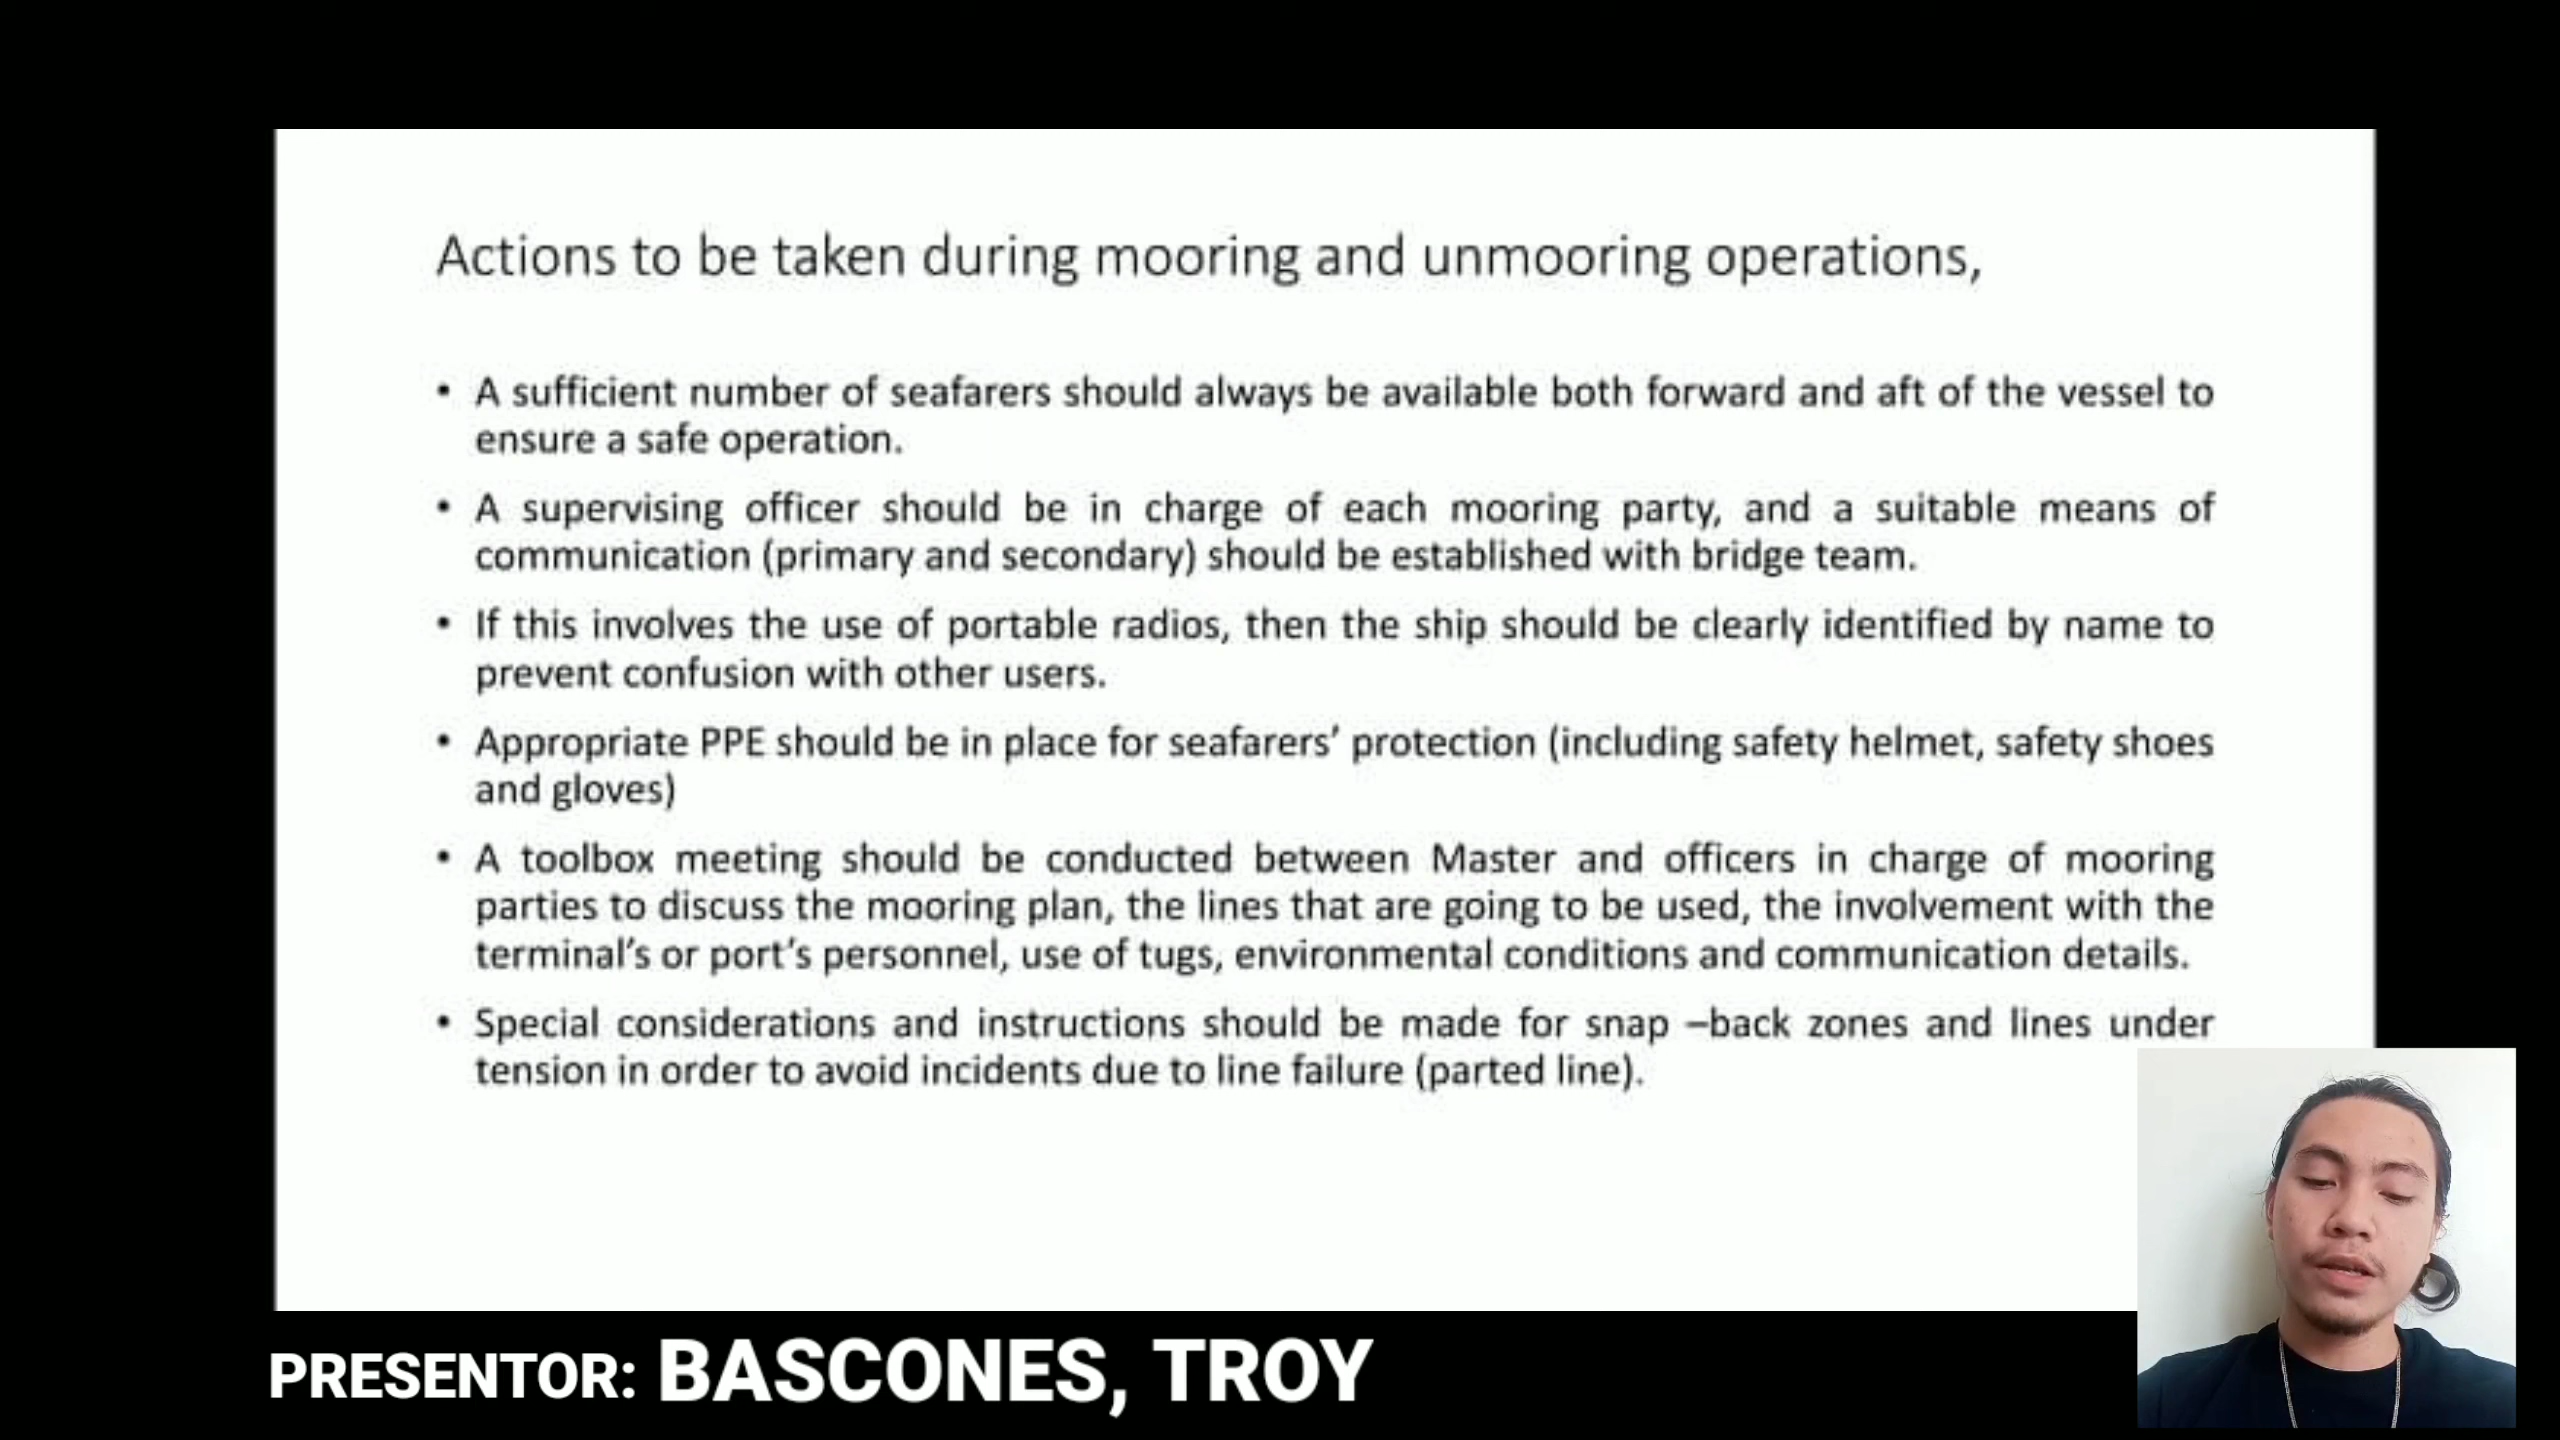 Actions to be taken during mooring and unmooring operations,
• A sufficient number of seafarers should always be available both forward and aft of the vessel to
ensure a safe operation.
• A supervising officer should be in charge of each mooring party, and a suitable means of
communication (primary and secondary) should be established with bridge team.
• If this involves the use of portable radios, then the ship should be clearly identified by name to
prevent confusion with other users.
• Appropriate PPE should be in place for seafarers’ protection (including safety helmet, safety shoes
and gloves)
• A toolbox meeting should be conducted between Master and officers in charge of mooring
parties to discuss the mooring plan, the lines that are going to be used, the involvement with the
terminal’s or port’s personnel, use of tugs, environmental conditions and communication details.
• Special considerations and instructions should be made for snap –back zones and lines under
tension in order to avoid incidents due to line failure (parted line).
PRESENTOR: BASCONES, TROY